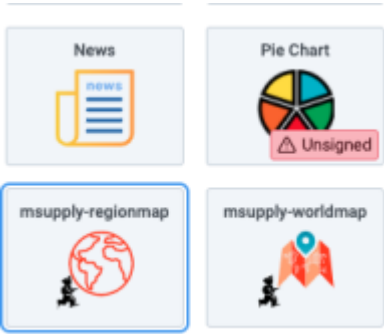 News
news
Pie Chart
Unsigned
msupply-regionmap
msupply-worldmap